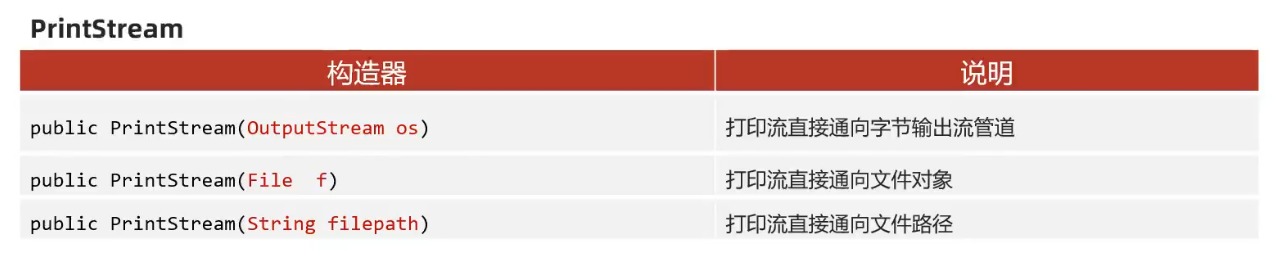 PrintStream
构造器 说明
public PrintStream(OutputStream os) 打印流直接通向字节输出流管道
public PrintStream(File  f) 打印流直接通向文件对象
public PrintStream(String filepath) 打印流直接通向文件路径